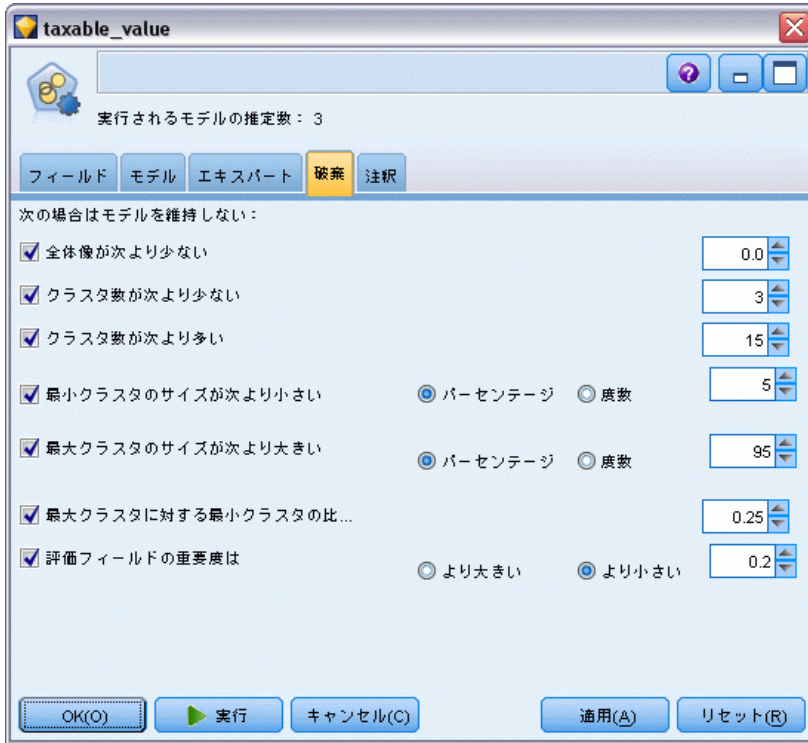 taxable_value
実行されるモデルの推定数： 3
フィールド モデル エキスパート 破棄 注釈
次の場合はモデルを維持しない：
全体像が次より少ない 0.0
クラスタ数が次より少ない 3
クラスタ数が次より多い 15
最小クラスタのサイズが次より小さい パーセンテージ 度数 5
最大クラスタのサイズが次より大きい パーセンテージ 度数 95
最大クラスタに対する最小クラスタの比... 0.25
評価フィールドの重要度は より大きい より小さい 0.2
OK(O) 実行 キャンセル(C) 適用(A) リセット(R)